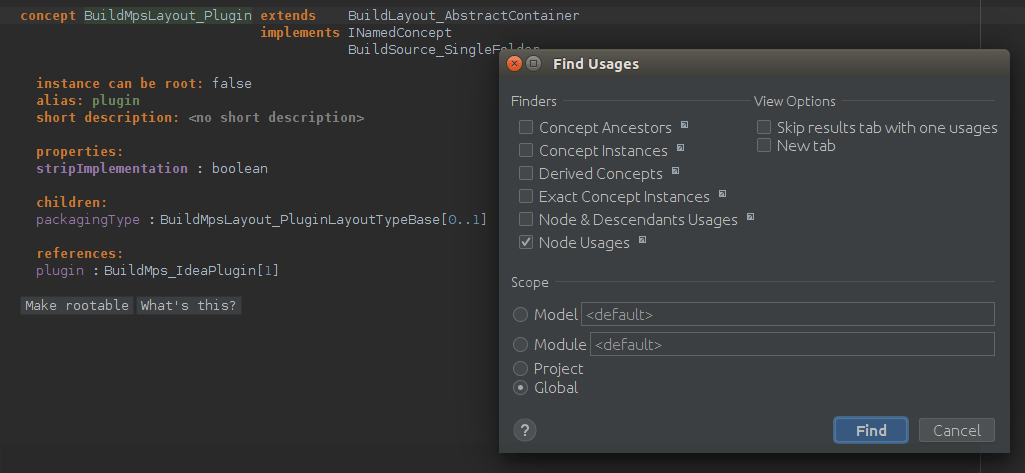 concept BuildMpsLayout_Plugin extends BuildLayout_AbstractContainer
implements INamedConcept
BuildSource_SingleFolder
instance can be root: false
alias: plugin
short description: <no short description>
properties:
stripImplementation : boolean
children:
packagingType : BuildMpsLayout_PluginLayoutTypeBase[0..1]
references:
plugin : BuildMps_IdeaPlugin[1]
Make rootable What's this?
Find Usages
Finders
Concept Ancestors
Concept Instances
Derived Concepts
Exact Concept Instances
Node & Descendants Usages
Node Usages
View Options
Skip results tab with one usages
New tab
Scope
Model <default>
Module <default>
Project
Global
? Find Cancel